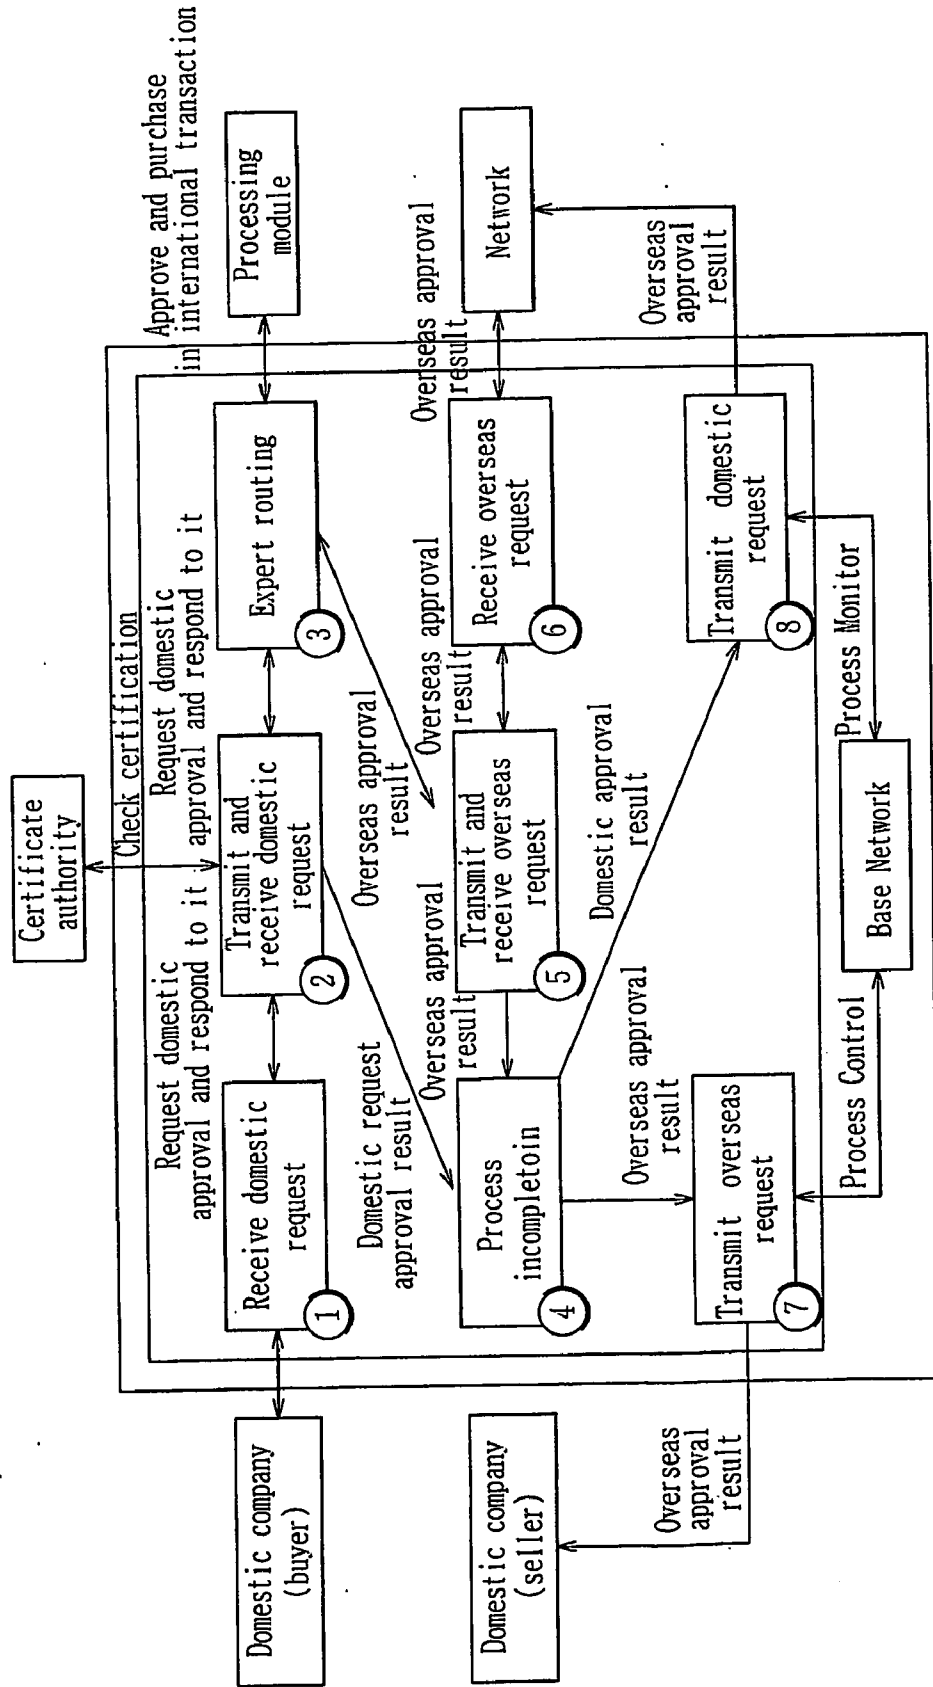 Certificate
authority
Check certification
Request domestic
approval and respond to it
Request domestic
approval and respond to it
Approve and purchase
in international transaction
Domestic company
(buyer)
Receive domestic
request
1
Transmit and
receive domestic
request
2
Expert routing
3
Processing
module
Domestic request
approval result
Overseas approval
result
Overseas approval
result
Overseas approval
result
Overseas approval
result
Domestic company
(seller)
Process
incompletoin
4
Transmit and
receive overseas
request
5
Receive overseas
request
6
Network
Overseas approval
result
Domestic approval
result
Overseas
approval
result
Overseas
approval
result
Transmit overseas
request
7
Transmit domestic
request
8
Process Control
Base Network
Process Monitor